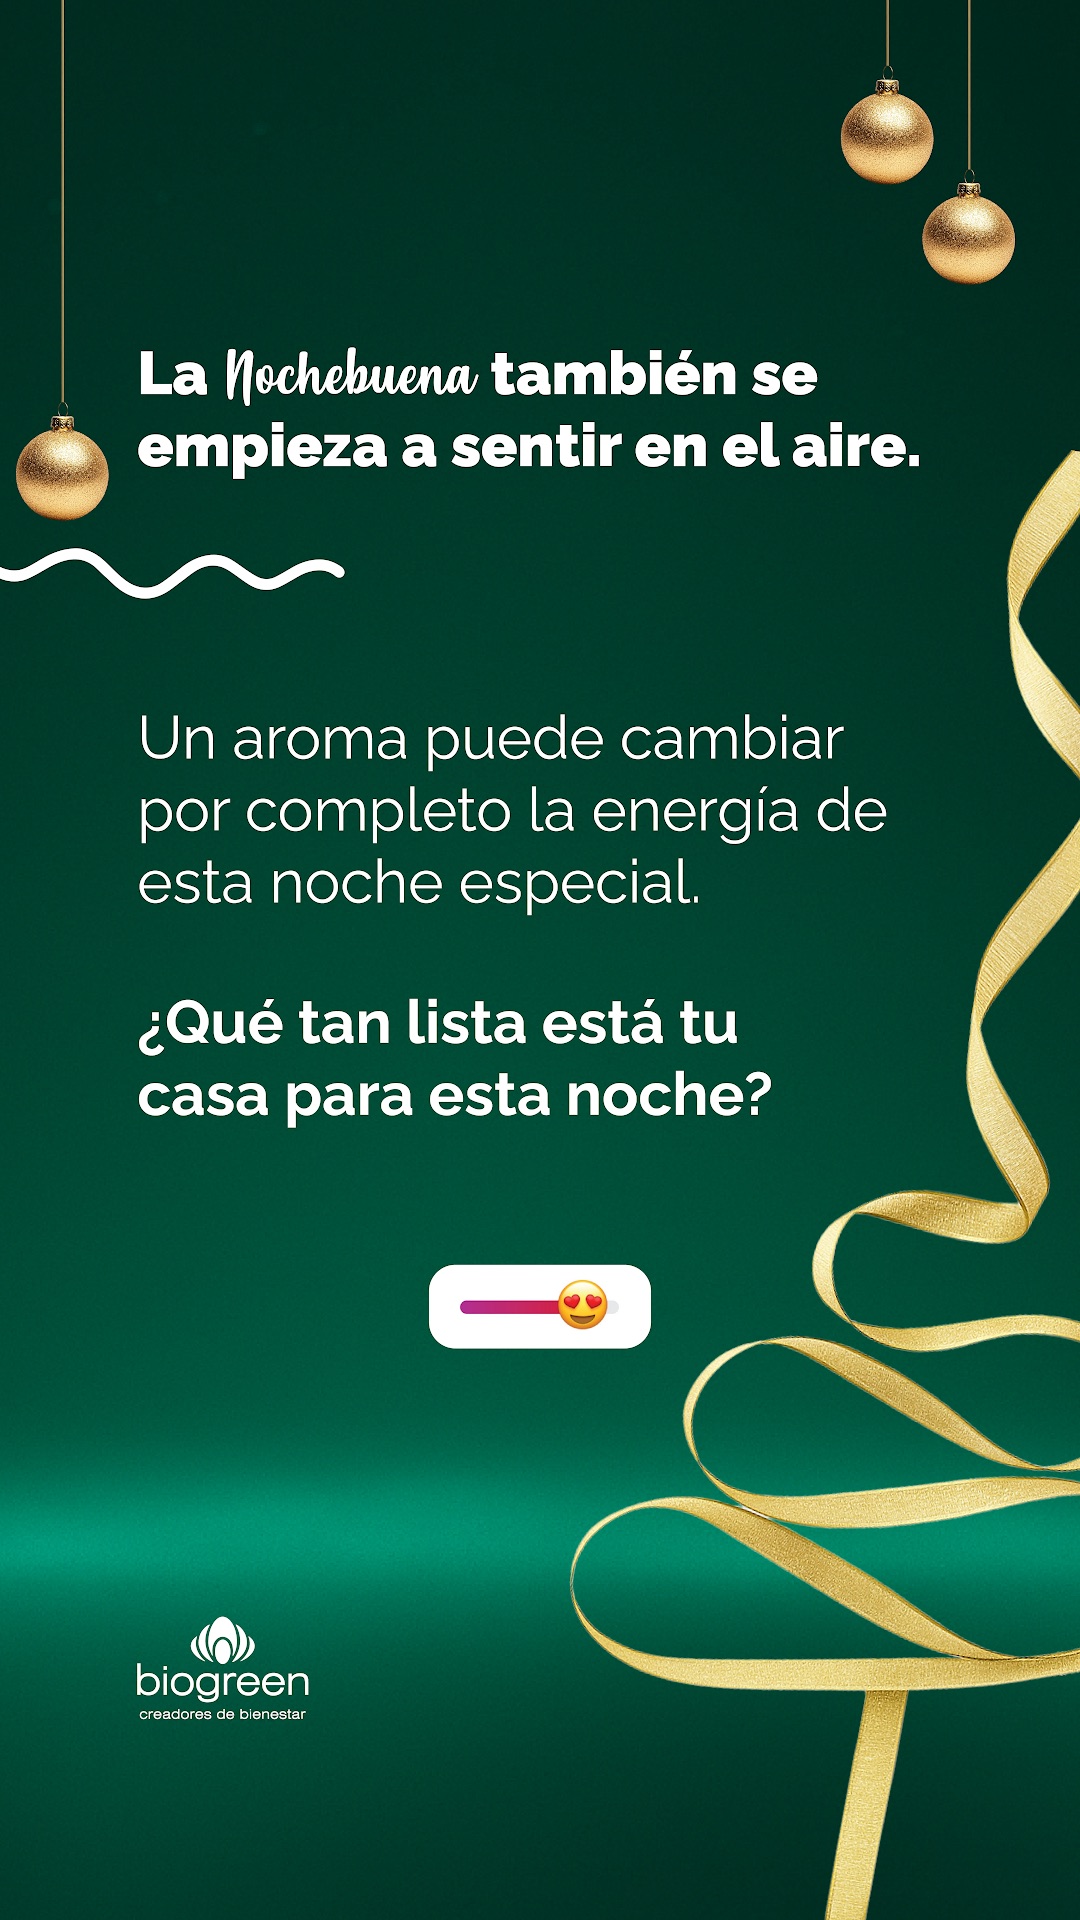 La Nochebuena también se
empieza a sentir en el aire.
Un aroma puede cambiar
por completo la energía de
esta noche especial.
¿Qué tan lista está tu
casa para esta noche?
biogreen
creadores de bienestar